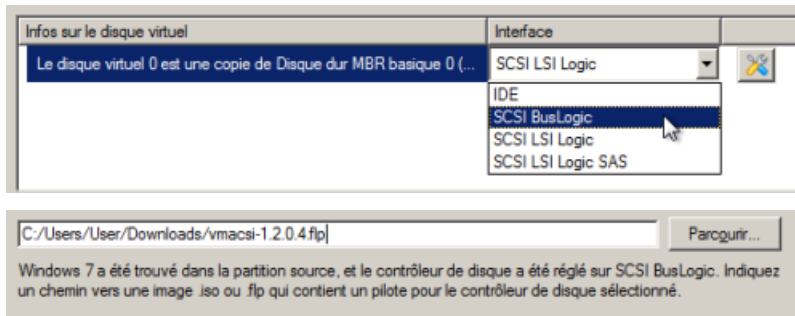 Infos sur le disque virtuel Interface
Le disque virtuel 0 est une copie de Disque dur MBR basique 0 (... SCSI LSI Logic
IDE
SCSI BusLogic
SCSI LSI Logic
SCSI LSI Logic SAS
C:/Users/User/Downloads/vmacsi-1.2.0.4.flp Parcourir...
Windows 7 a été trouvé dans la partition source, et le contrôleur de disque a été réglé sur SCSI BusLogic. Indiquez
un chemin vers une image .iso ou .flp qui contient un pilote pour le contrôleur de disque sélectionné.